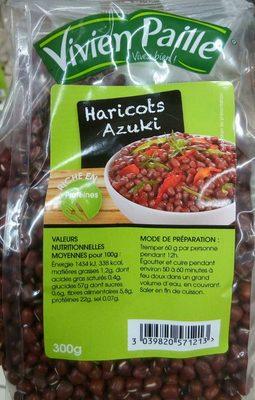 Vivien Paille
Vivez bien !
Haricots
Azuki
RICHE EN
Protéines
VALEURS
NUTRITIONNELLES
MOYENNES pour 100g :
Energie 1434 kJ, 338 kcal,
matières grasses 1,2g, dont
acides gras saturés 0,4g,
glucides 57g dont sucres
0,6g, fibres alimentaires 5,8g,
protéines 22g, sel 0,07g.
300g
MODE DE PRÉPARATION :
Tremper 60 g par personne
pendant 12h.
Égoutter et cuire pendant
environ 50 à 60 minutes à
feu doux dans un grand
volume d'eau, en couvrant.
Saler en fin de cuisson.
3 039820 571213 >